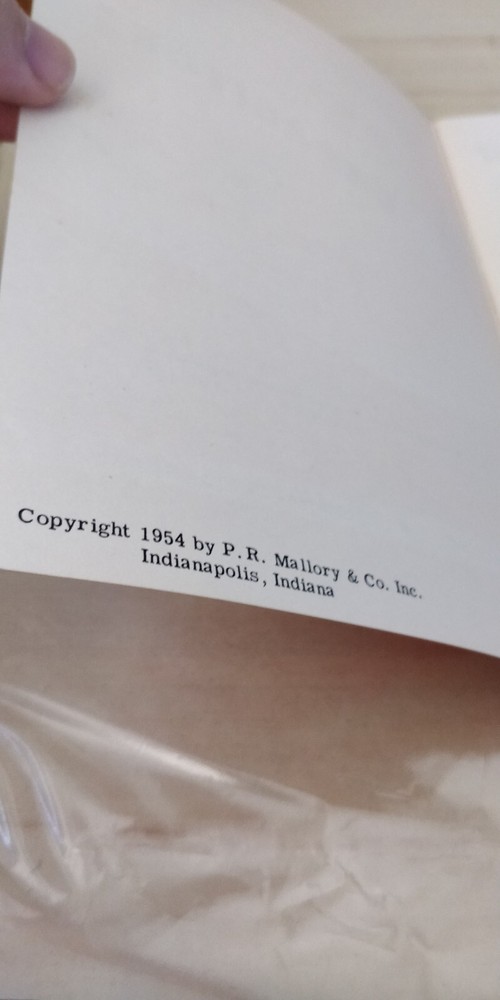 Copyright 1954 by P.R. Mallory & Co. Inc.
Indianapolis, Indiana